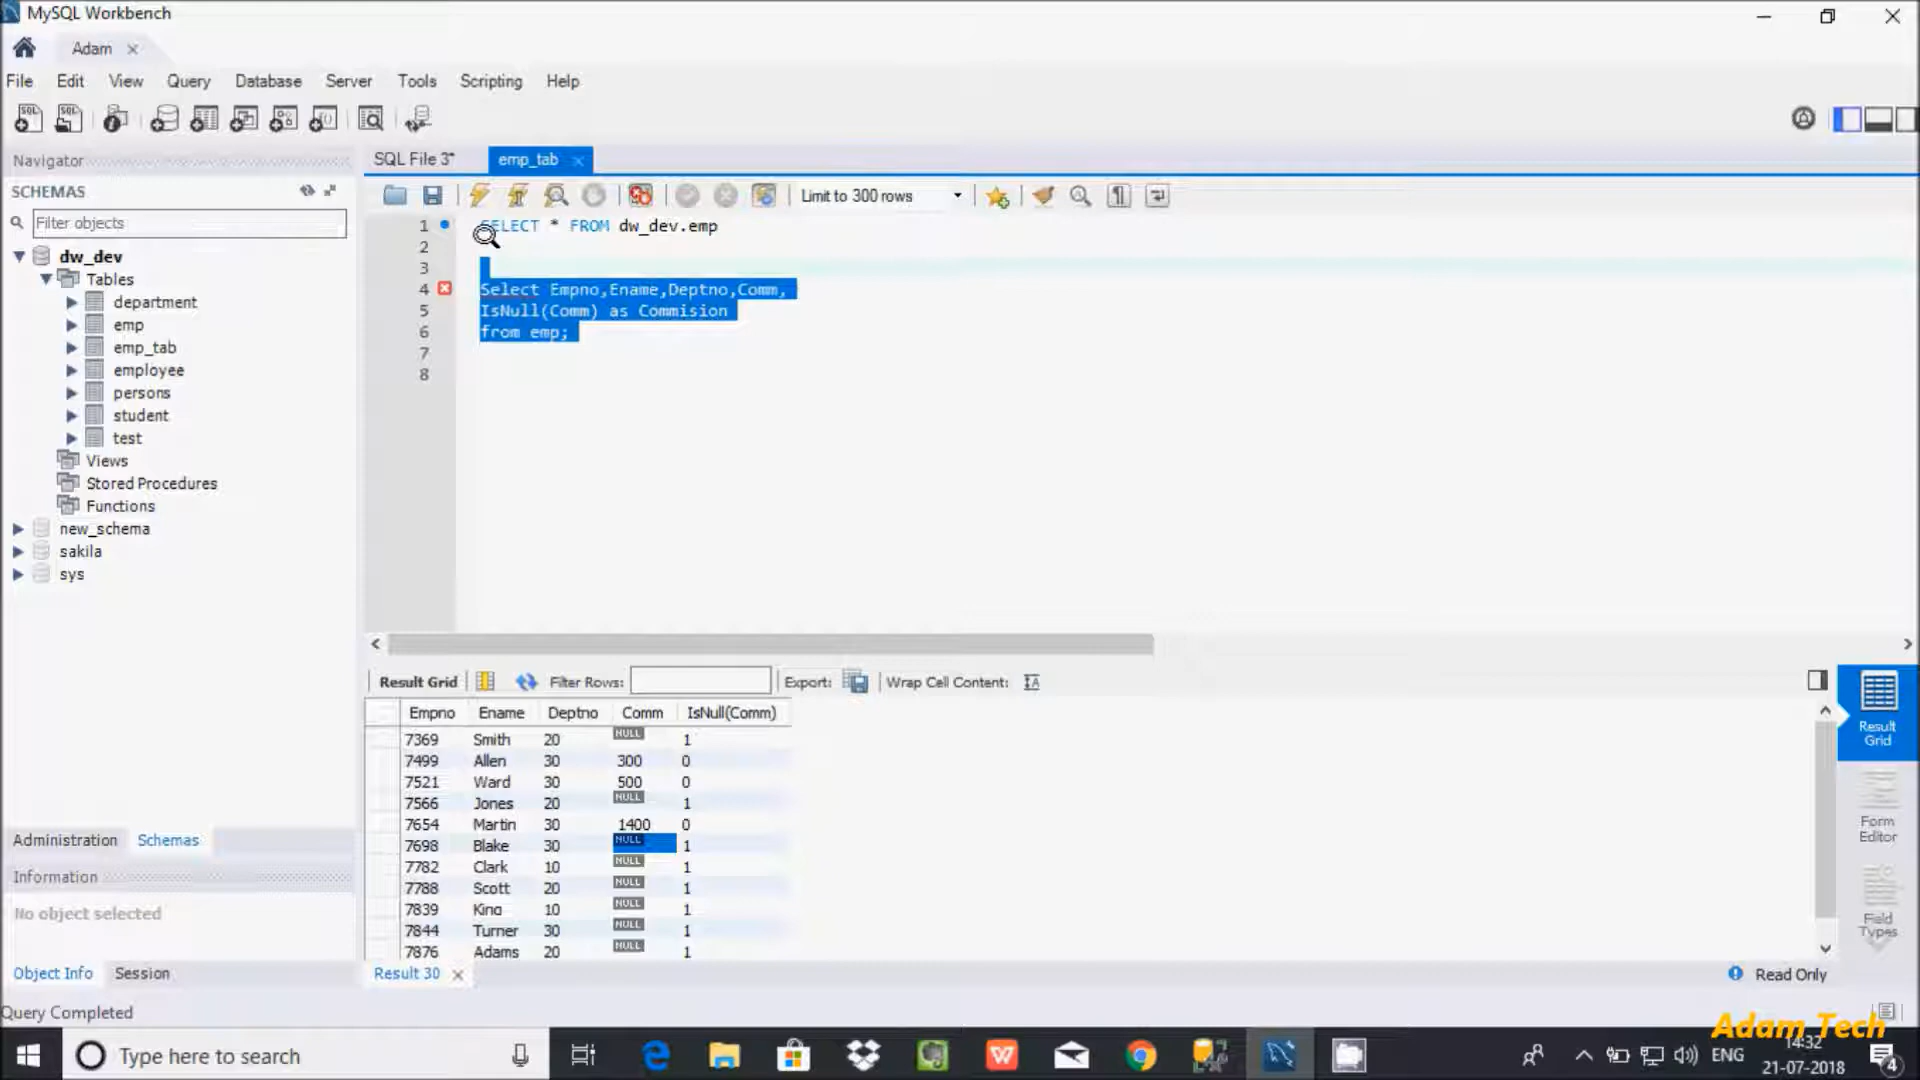 MySQL Workbench
Adam
File Edit View Query Database Server Tools Scripting Help
Navigator
SQL File 3* emp_tab
SCHEMAS
Limit to 300 rows
Filter objects
1 SELECT * FROM dw_dev.emp
2
3
4 Select Empno,Ename,Deptno,Comm,
5 IsNull(Comm) as Commision
6 from emp;
7
8
dw_dev
Tables
department
emp
emp_tab
employee
persons
student
test
Views
Stored Procedures
Functions
new_schema
sakila
sys
Administration Schemas
Information
No object selected
Object Info Session
Result Grid Filter Rows: Export: Wrap Cell Content:
Empno Ename Deptno Comm IsNull(Comm)
7369 Smith 20 NULL 1
7499 Allen 30 300 0
7521 Ward 30 500 0
7566 Jones 20 NULL 1
7654 Martin 30 1400 0
7698 Blake 30 NULL 1
7782 Clark 10 NULL 1
7788 Scott 20 NULL 1
7839 King 10 NULL 1
7844 Turner 30 NULL 1
7876 Adams 20 NULL 1
Result Grid
Form Editor
Field Types
Result 30
Read Only
Query Completed
Adam Tech
Type here to search
ENG
14:32
21-07-2018
4